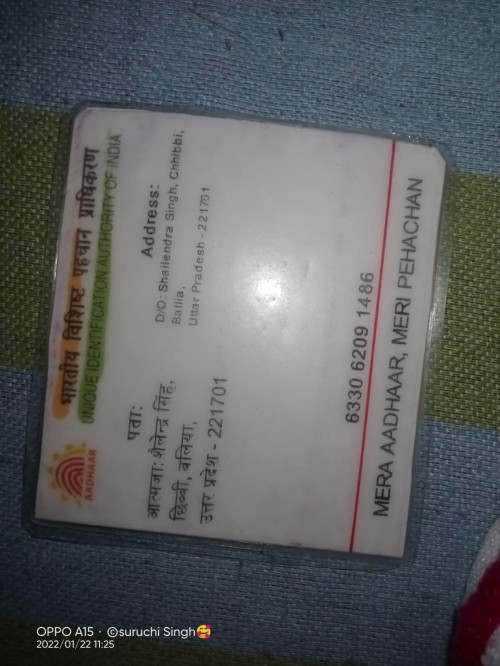 भारतीय विशिष्ट पहचान प्राधिकरण
UNIQUE IDENTIFICATION AUTHORITY OF INDIA
AADHAAR
पता:
आत्मजा: शैलेन्द्र सिंह,
छिब्बी, बलिया,
उत्तर प्रदेश - 221701
Address:
D/O: Shailendra Singh, Chhibbi,
Ballia,
Uttar Pradesh - 221701
6330 6209 1486
MERA AADHAAR, MERI PEHACHAN
OPPO A15 · ©suruchi Singh🥰
2022/01/22 11:25